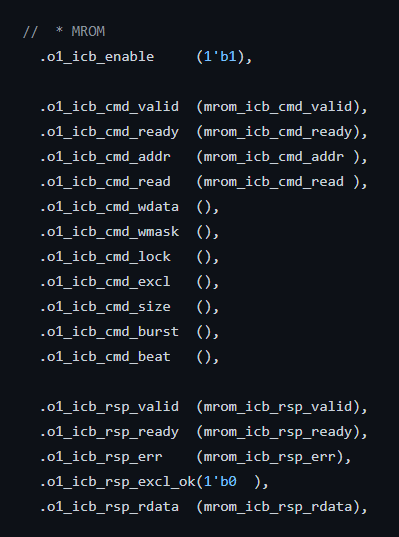 //  * MROM
  .o1_icb_enable     (1'b1),

  .o1_icb_cmd_valid  (mrom_icb_cmd_valid),
  .o1_icb_cmd_ready  (mrom_icb_cmd_ready),
  .o1_icb_cmd_addr   (mrom_icb_cmd_addr ),
  .o1_icb_cmd_read   (mrom_icb_cmd_read ),
  .o1_icb_cmd_wdata  (),
  .o1_icb_cmd_wmask  (),
  .o1_icb_cmd_lock   (),
  .o1_icb_cmd_excl   (),
  .o1_icb_cmd_size   (),
  .o1_icb_cmd_burst  (),
  .o1_icb_cmd_beat   (),

  .o1_icb_rsp_valid  (mrom_icb_rsp_valid),
  .o1_icb_rsp_ready  (mrom_icb_rsp_ready),
  .o1_icb_rsp_err    (mrom_icb_rsp_err),
  .o1_icb_rsp_excl_ok(1'b0  ),
  .o1_icb_rsp_rdata  (mrom_icb_rsp_rdata),